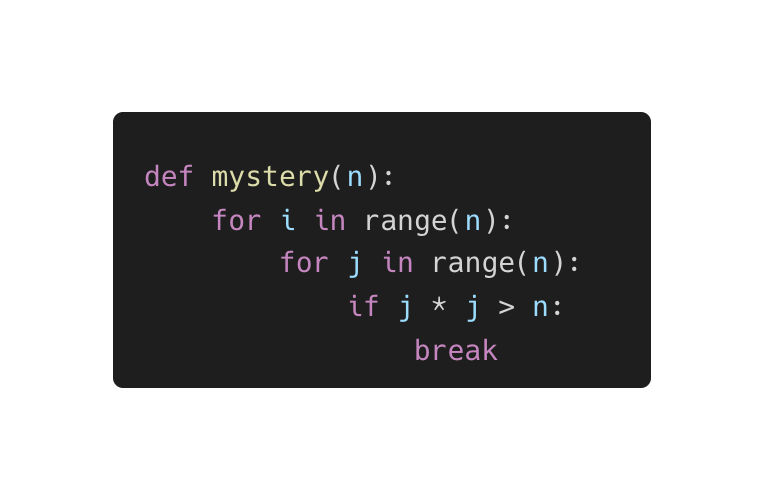 def mystery(n):
    for i in range(n):
        for j in range(n):
            if j * j > n:
                break